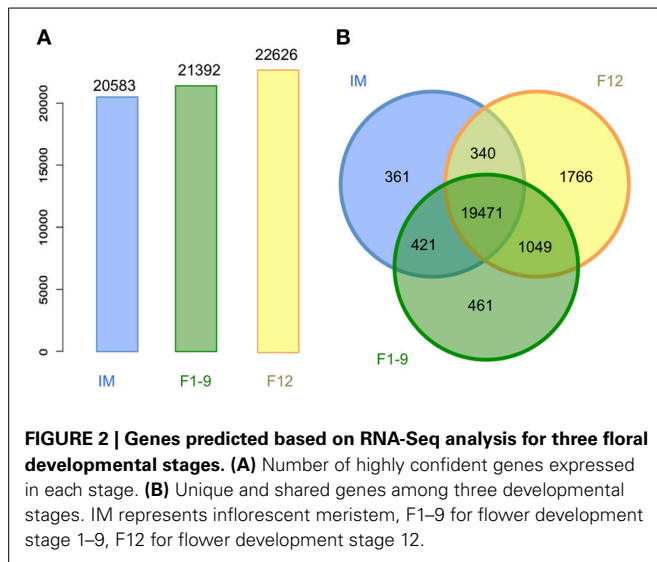 A
20583
21392
22626
20000
15000
10000
5000
0
IM
F1-9
F12
B
IM
F12
340
361
1766
19471
421
1049
461
F1-9
FIGURE 2 | Genes predicted based on RNA-Seq analysis for three floral
developmental stages. (A) Number of highly confident genes expressed
in each stage. (B) Unique and shared genes among three developmental
stages. IM represents inflorescent meristem, F1–9 for flower development
stage 1–9, F12 for flower development stage 12.